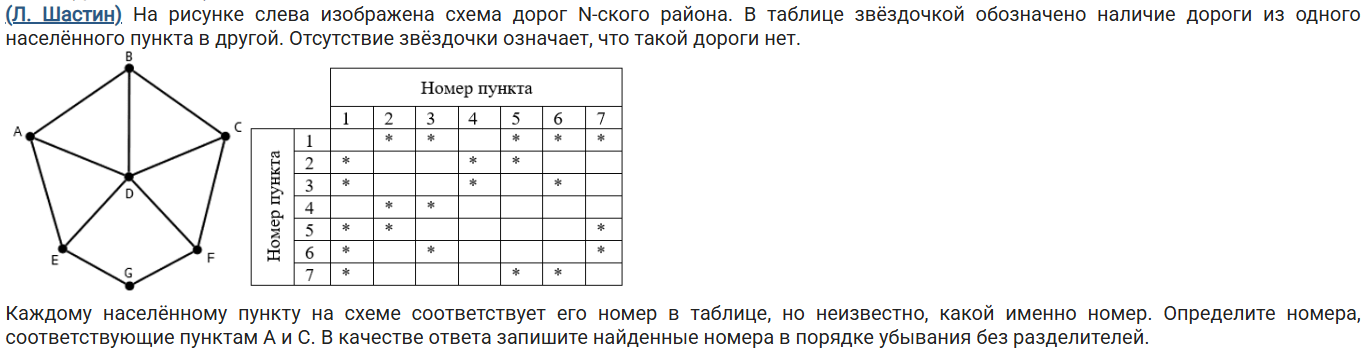 (Л. Шастин) На рисунке слева изображена схема дорог N-ского района. В таблице звёздочкой обозначено наличие дороги из одного
населённого пункта в другой. Отсутствие звёздочки означает, что такой дороги нет.
B
A
C
D
E
F
G
Номер пункта
1 2 3 4 5 6 7
Номер пункта
1 * * * * *
2 * * *
3 * * *
4 * *
5 * * *
6 * * *
7 * * *
Каждому населённому пункту на схеме соответствует его номер в таблице, но неизвестно, какой именно номер. Определите номера,
соответствующие пунктам A и C. В качестве ответа запишите найденные номера в порядке убывания без разделителей.